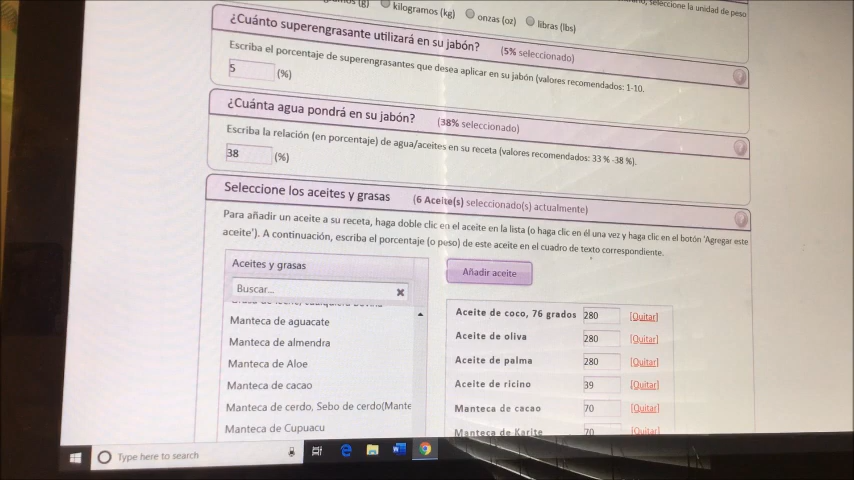 seleccione la unidad de peso
(g) kilogramos (kg) onzas (oz) libras (lbs)
¿Cuánto superengrasante utilizará en su jabón? (5% seleccionado)
Escriba el porcentaje de superengrasantes que desea aplicar en su jabón (valores recomendados: 1-10.
5 (%)
¿Cuánta agua pondrá en su jabón? (38% seleccionado)
Escriba la relación (en porcentaje) de agua/aceites en su receta (valores recomendados: 33 % -38 %).
38 (%)
Seleccione los aceites y grasas (6 Aceite(s) seleccionado(s) actualmente)
Para añadir un aceite a su receta, haga doble clic en el aceite en la lista (o haga clic en él una vez y haga clic en el botón 'Agregar este
aceite'). A continuación, escriba el porcentaje (o peso) de este aceite en el cuadro de texto correspondiente.
Aceites y grasas
Buscar...
Manteca de aguacate
Manteca de almendra
Manteca de Aloe
Manteca de cacao
Manteca de cerdo, Sebo de cerdo(Mante
Manteca de Cupuacu
Añadir aceite
Aceite de coco, 76 grados 280 [Quitar]
Aceite de oliva 280 [Quitar]
Aceite de palma 280 [Quitar]
Aceite de ricino 39 [Quitar]
Manteca de cacao 70 [Quitar]
Manteca de Karite 70 [Quitar]
Type here to search